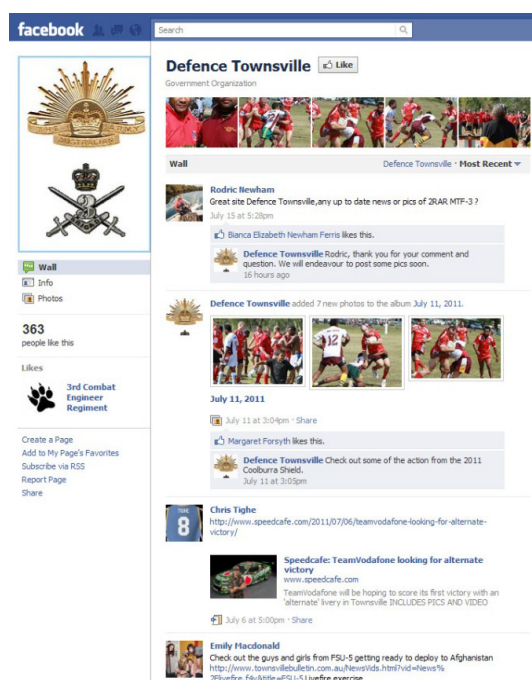 facebook
Search
Defence Townsville
Like
Government Organization
AUSTRALIAN
3
Wall
Defence Townsville · Most Recent
Rodric Newham
Great site Defence Townsville,any up to date news or pics of 2RAR MTF-3 ?
July 15 at 5:28pm
Bianca Elizabeth Newham Ferris likes this.
Defence Townsville Rodric, thank you for your comment and
question. We will endeavour to post some pics soon.
16 hours ago
Wall
Info
Photos
363
people like this
Likes
3rd Combat
Engineer
Regiment
Create a Page
Add to My Page's Favorites
Subscribe via RSS
Report Page
Share
Defence Townsville added 7 new photos to the album July 11, 2011.
12
July 11, 2011
July 11 at 3:04pm · Share
Margaret Forsyth likes this.
Defence Townsville Check out some of the action from the 2011
Coolburra Shield.
July 11 at 3:05pm
Chris Tighe
TIGHE
8
http://www.speedcafe.com/2011/07/06/teamvodafone-looking-for-alternate-
victory/
Speedcafe: TeamVodafone looking for alternate
victory
www.speedcafe.com
TeamVodafone will be hoping to score its first victory with an
'alternate' livery in Townsville INCLUDES PICS AND VIDEO
July 6 at 5:00pm · Share
Emily Macdonald
Check out the guys and girls from FSU-5 getting ready to deploy to Afghanistan
http://www.townsvillebulletin.com.au/NewsVids.html?vid=News%
2Flivefire.f4v&title=FSU-5 Livefire exercise